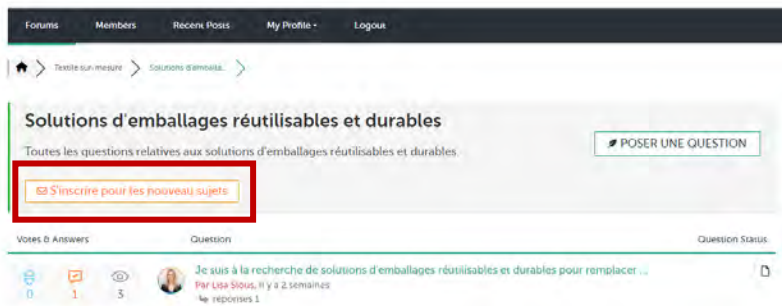 Forums Members Recent Posts My Profile Logout
Textile sur-mesure Solutions d'emballa...
Solutions d'emballages réutilisables et durables
Toutes les questions relatives aux solutions d'emballages réutilisables et durables.
POSER UNE QUESTION
S'inscrire pour les nouveau sujets
Votes & Answers Question Question Status
Je suis à la recherche de solutions d'emballages réutilisables et durables pour remplacer ...
Par Lisa Sious, Il y a 2 semaines
0 1 3
réponses 1